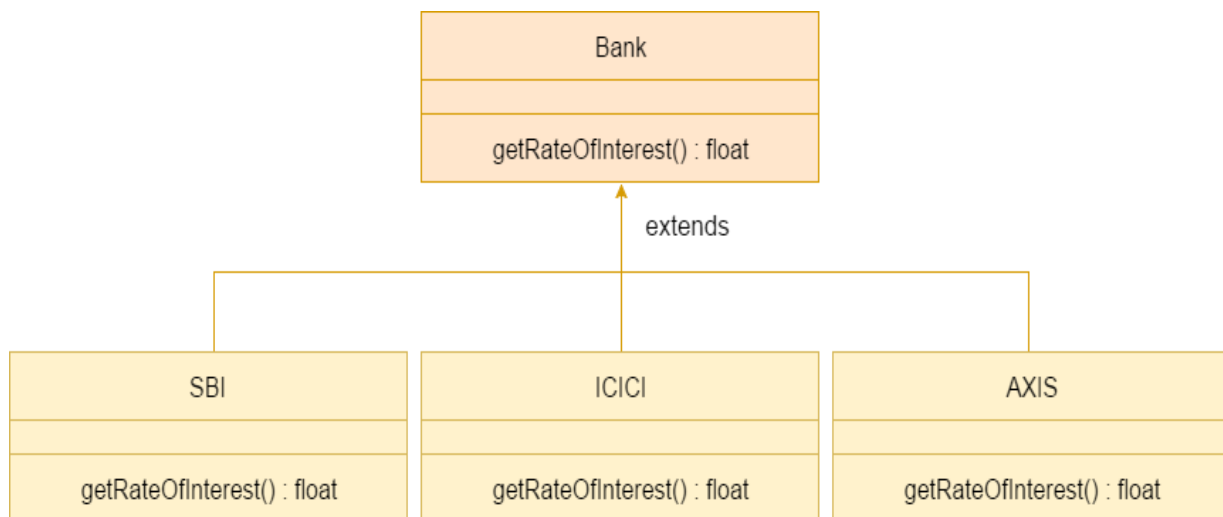 Bank
getRateOfInterest() : float
extends
SBI
getRateOfInterest() : float
ICICI
getRateOfInterest() : float
AXIS
getRateOfInterest() : float